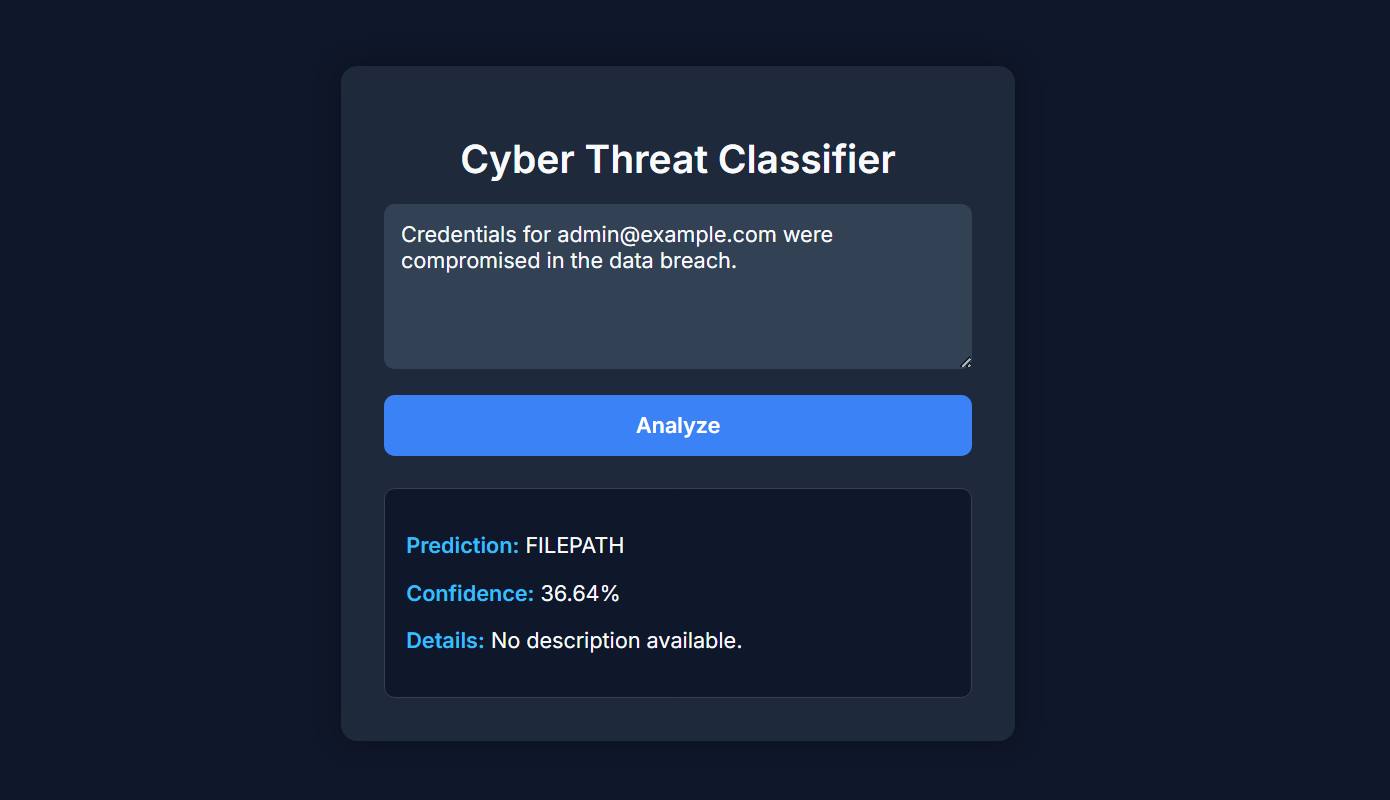 Cyber Threat Classifier
Credentials for admin@example.com were
compromised in the data breach.
Analyze
Prediction: FILEPATH
Confidence: 36.64%
Details: No description available.